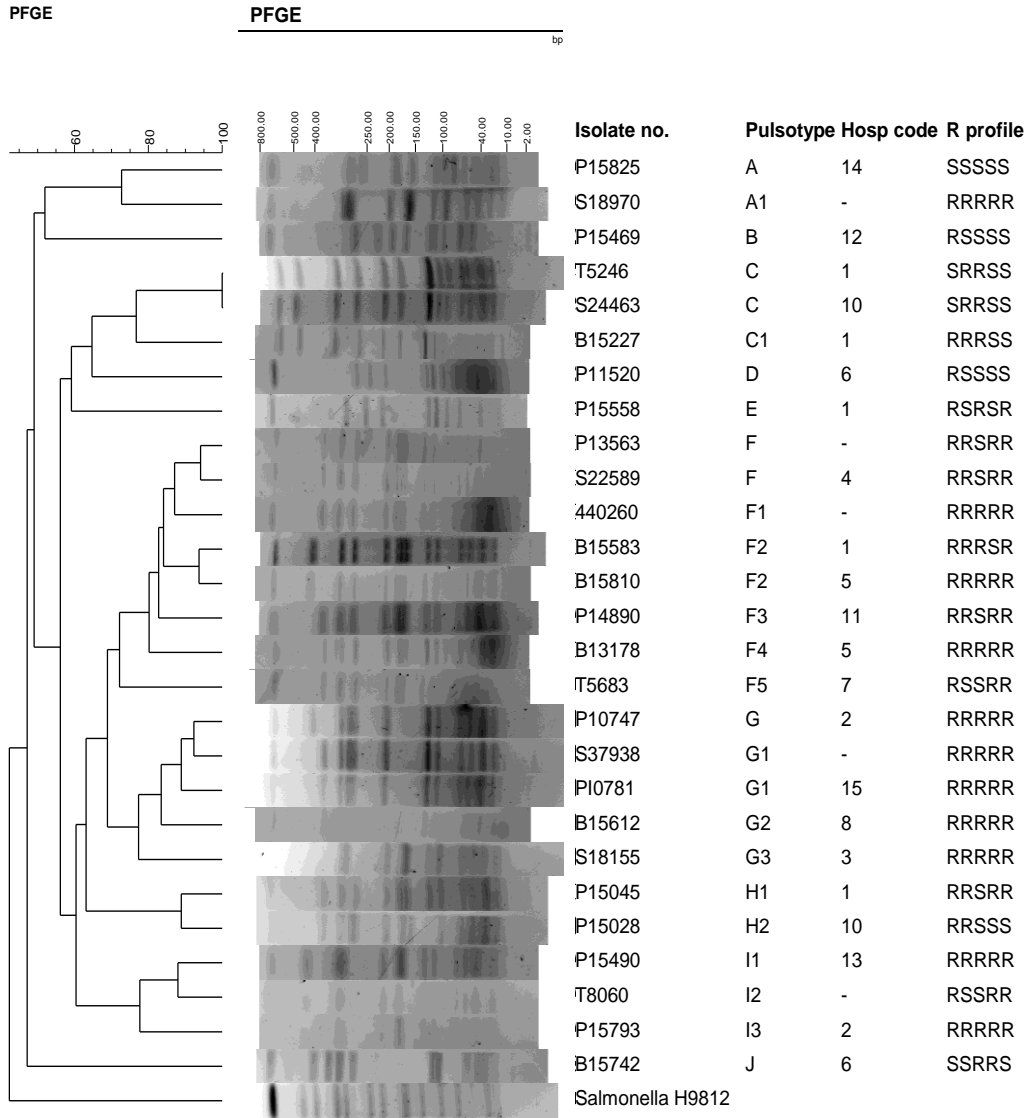 PFGE PFGE
bp
60 80 100 800.00 500.00 400.00 250.00 200.00 150.00 100.00 40.00 10.00 2.00
Isolate no. Pulsotype Hosp code R profile
P15825 A 14 SSSSS
S18970 A1 - RRRRR
P15469 B 12 RSSSS
T5246 C 1 SRRSS
S24463 C 10 SRRSS
B15227 C1 1 RRRSS
P11520 D 6 RSSSS
P15558 E 1 RSRSR
P13563 F - RRSRR
S22589 F 4 RRSRR
440260 F1 - RRRRR
B15583 F2 1 RRRSR
B15810 F2 5 RRRRR
P14890 F3 11 RRSRR
B13178 F4 5 RRRRR
T5683 F5 7 RSSRR
P10747 G 2 RRRRR
S37938 G1 - RRRRR
PI0781 G1 15 RRRRR
B15612 G2 8 RRRRR
S18155 G3 3 RRRRR
P15045 H1 1 RRSRR
P15028 H2 10 RRSSS
P15490 I1 13 RRRRR
T8060 I2 - RSSRR
P15793 I3 2 RRRRR
B15742 J 6 SSRRS
Salmonella H9812